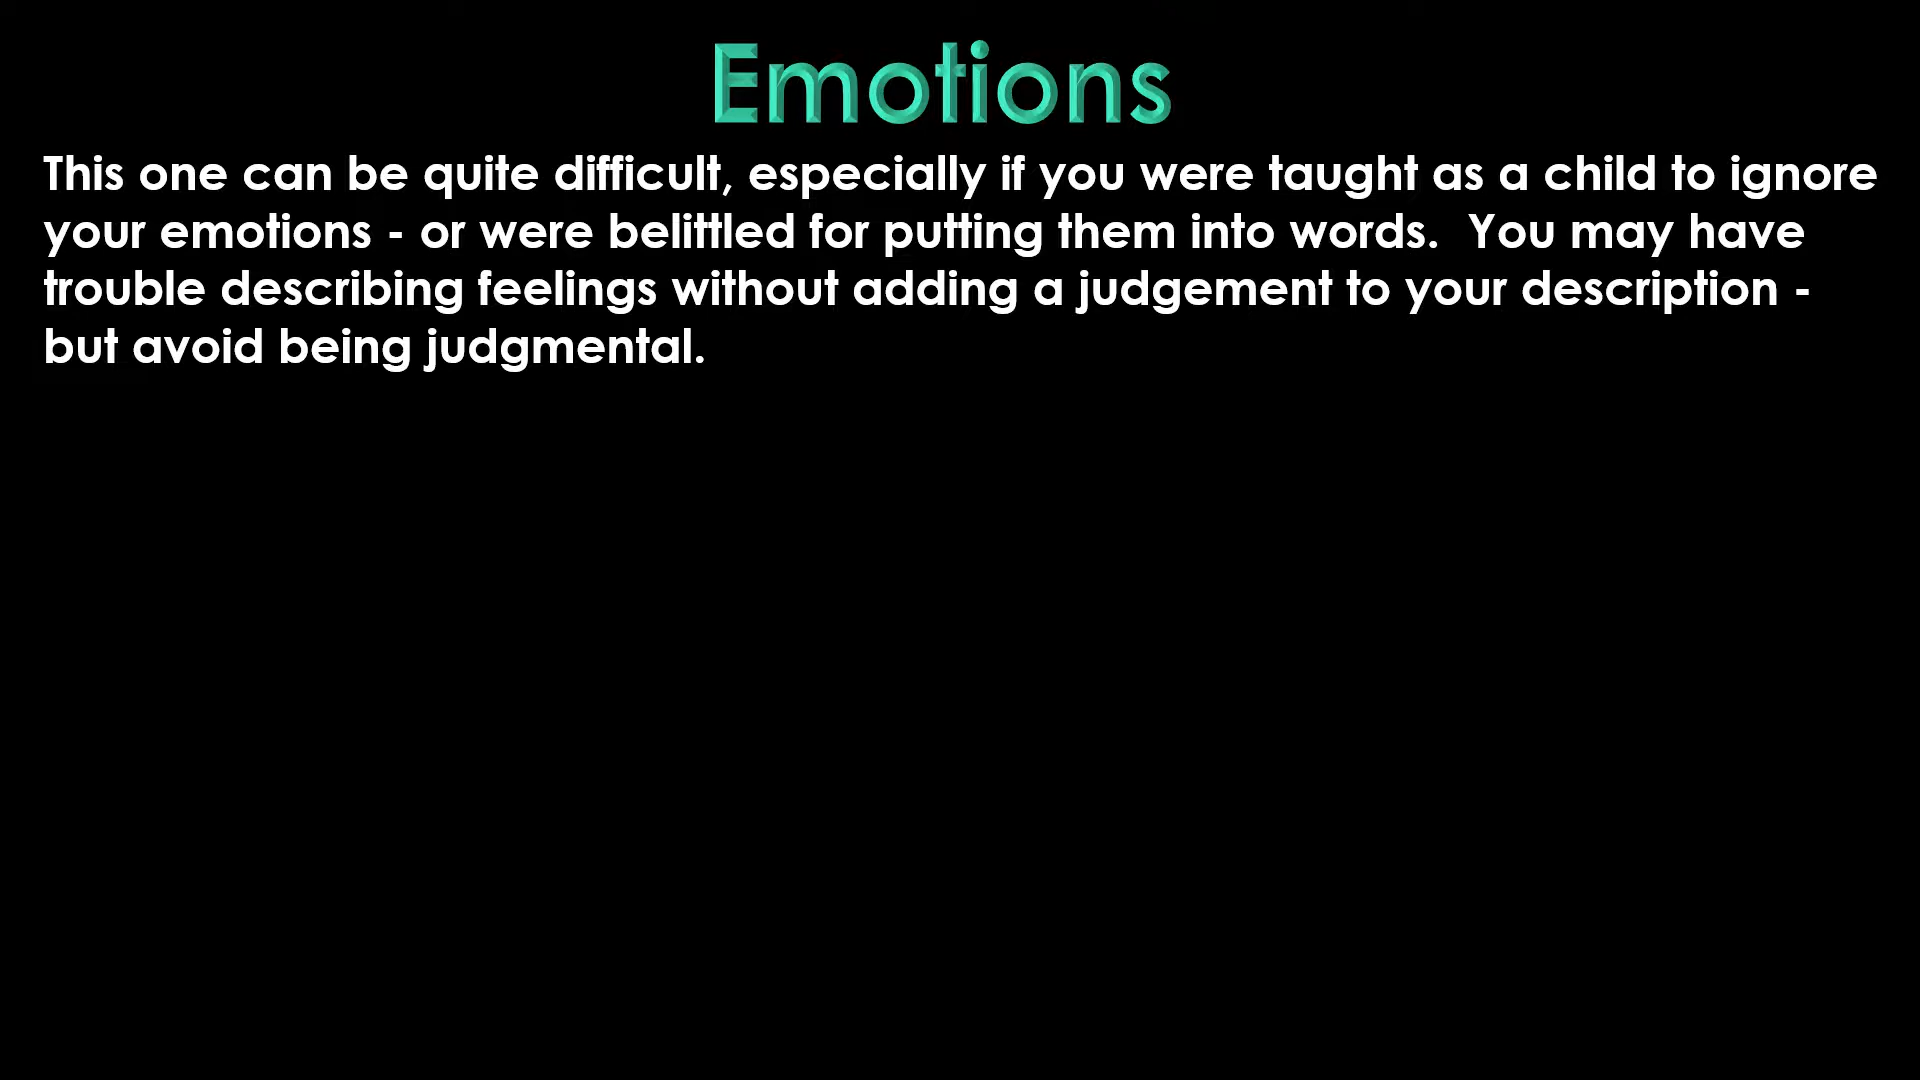 Emotions
This one can be quite difficult, especially if you were taught as a child to ignore
your emotions - or were belittled for putting them into words.  You may have
trouble describing feelings without adding a judgement to your description -
but avoid being judgmental.